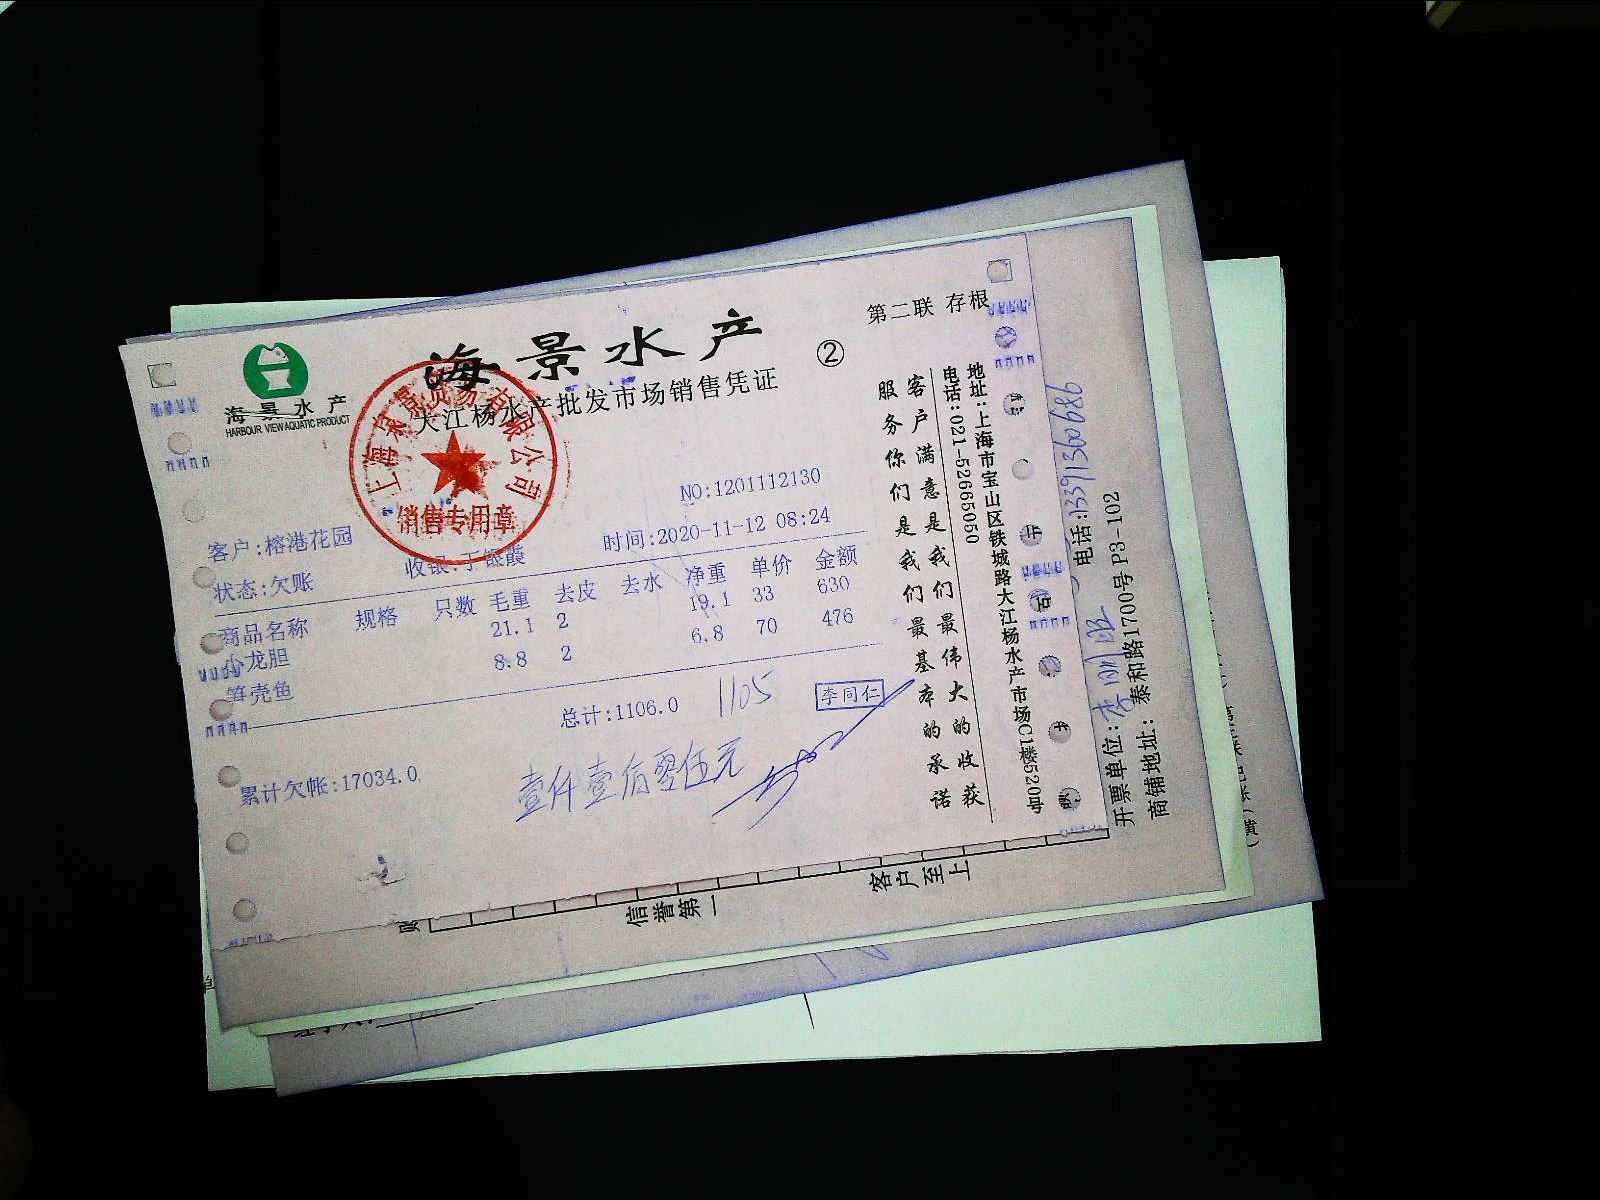 第二联 存根
海景水产
②
海景水产
HARBOUR VIEW AQUATIC PRODUCT
大江杨水产批发市场销售凭证
NO:1201112130
客户:榕港花园
时间:2020-11-12 08:24
状态:欠账
收银:丁银霞
商品名称 规格 只数 毛重 去皮 去水 净重 单价 金额
小龙胆 21.1 2 19.1 33 630
笋壳鱼 8.8 2 6.8 70 476
总计:1106.0 1105 李同仁
累计欠帐:17034.0
壹仟壹佰零伍元
销售专用章
客户满意是我们最伟大的收获
服务你们是我们最基本的承诺
地址:上海市宝山区铁城路大江杨水产市场C1楼520号
电话:021-52665050
电话:13391360686
开票单位:
商铺地址:泰和路1700号P3-102
信誉第一
客户至上